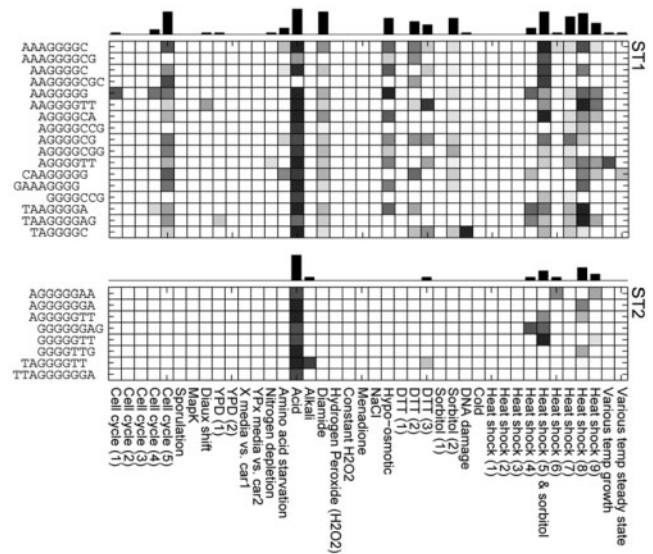 ST1
AAAGGGGC
AAAGGGGCG
AAGGGGC
AAGGGGCGC
AAGGGGG
AAGGGGTT
AGGGGCA
AGGGGCCG
AGGGGCG
AGGGGCGG
AGGGGTT
CAAGGGGG
GAAAGGGG
GGGGCCG
TAAGGGGA
TAAGGGGAG
TAGGGGC
ST2
AGGGGGAA
AGGGGGGA
AGGGGGTT
GGGGGGAG
GGGGGTT
GGGGTTG
TAGGGGTT
TTAGGGGGGA
Cell cycle (1)
Cell cycle (2)
Cell cycle (3)
Cell cycle (4)
Cell cycle (5)
Sporulation
MapK
Diaux shift
YPD (1)
YPD (2)
X media vs. car1
YPx media vs. car2
Nitrogen depletion
Amino acid starvation
Acid
Alkali
Diamide
Hydrogen Peroxide (H2O2)
Constant H2O2
Menadione
NaCl
Hypo-osmotic
DTT (1)
DTT (2)
DTT (3)
Sorbitol (1)
Sorbitol (2)
DNA damage
Cold
Heat shock (1)
Heat shock (2)
Heat shock (3)
Heat shock (4)
Heat shock (5) & sorbitol
Heat shock (6)
Heat shock (7)
Heat shock (8)
Heat shock (9)
Various temp growth
Various temp steady state